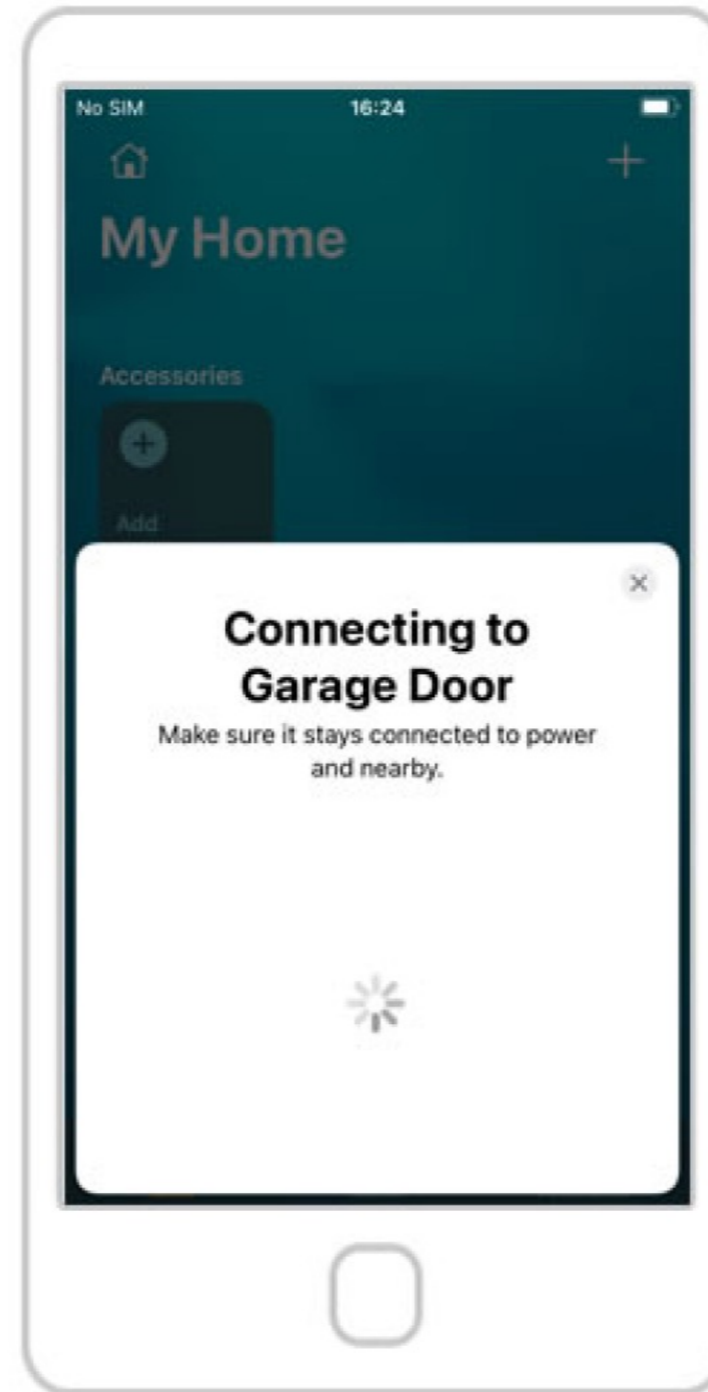 No SIM 16:24
My Home
Accessories
Add
Connecting to
Garage Door
Make sure it stays connected to power
and nearby.